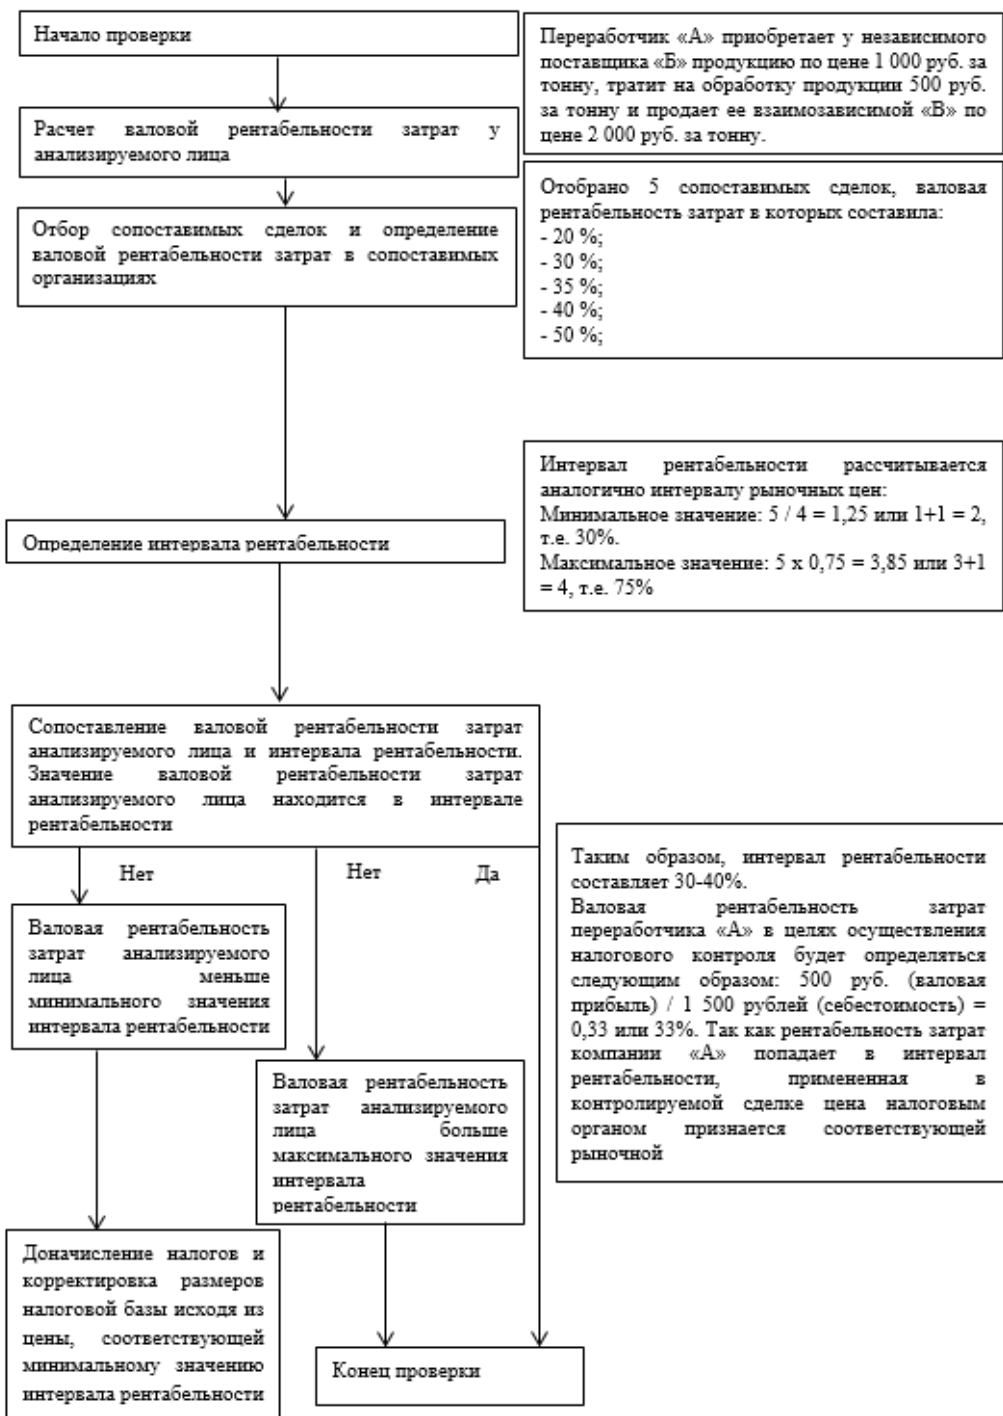 Начало проверки
Переработчик «А» приобретает у независимого
поставщика «Б» продукцию по цене 1 000 руб. за
тонну, тратит на обработку продукции 500 руб.
за тонну и продает ее взаимозависимой «В» по
цене 2 000 руб. за тонну.
Расчет валовой рентабельности затрат у
анализируемого лица
Отбор сопоставимых сделок и определение
валовой рентабельности затрат в сопоставимых
организациях
Отобрано 5 сопоставимых сделок, валовая
рентабельность затрат в которых составила:
- 20 %;
- 30 %;
- 35 %;
- 40 %;
- 50 %;
Интервал рентабельности рассчитывается
аналогично интервалу рыночных цен:
Минимальное значение: 5 / 4 = 1,25 или 1+1 = 2,
т.е. 30%.
Максимальное значение: 5 х 0,75 = 3,85 или 3+1
= 4, т.е. 75%
Определение интервала рентабельности
Сопоставление валовой рентабельности затрат
анализируемого лица и интервала рентабельности.
Значение валовой рентабельности затрат
анализируемого лица находится в интервале
рентабельности
Нет
Нет
Да
Валовая рентабельность
затрат анализируемого
лица меньше
минимального значения
интервала рентабельности
Таким образом, интервал рентабельности
составляет 30-40%.
Валовая рентабельность затрат
переработчика «А» в целях осуществления
налогового контроля будет определяться
следующим образом: 500 руб. (валовая
прибыль) / 1 500 рублей (себестоимость) =
0,33 или 33%. Так как рентабельность затрат
компании «А» попадает в интервал
рентабельности, примененная в
контролируемой сделке цена налоговым
органом признается соответствующей
рыночной
Валовая рентабельность
затрат анализируемого
лица больше
максимального значения
интервала
рентабельности
Доначисление налогов и
корректировка размеров
налоговой базы исходя из
цены, соответствующей
минимальному значению
интервала рентабельности
Конец проверки